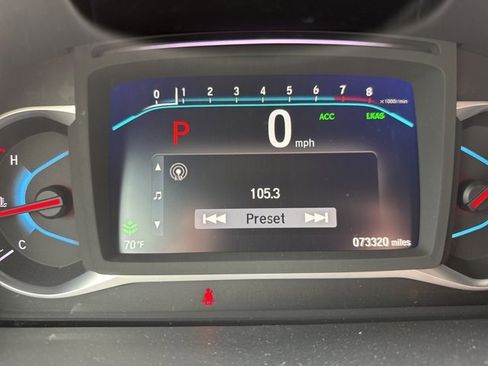 0 1 2 3 4 5 6 7 8
x1000r/min
P 0 mph
ACC LKAS
H
105.3
Preset
C
70°F
073320 miles